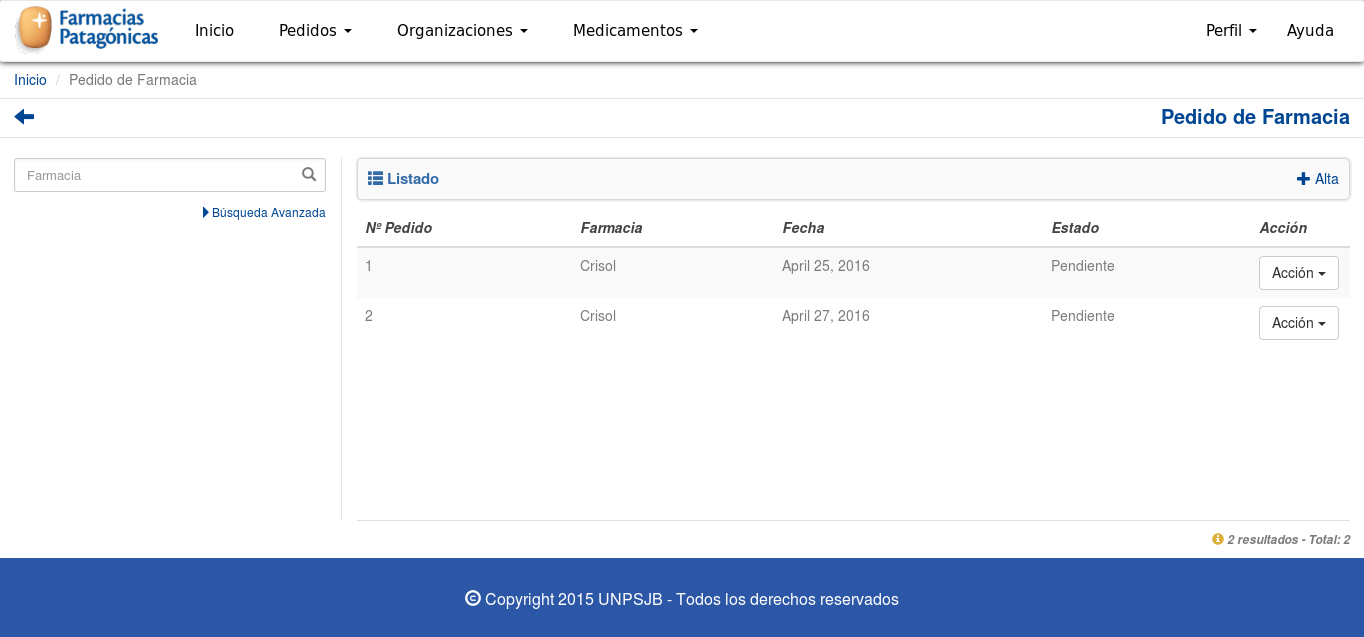 Farmacias
Patagónicas
Inicio
Pedidos
Organizaciones
Medicamentos
Perfil
Ayuda
Inicio / Pedido de Farmacia
Pedido de Farmacia
Farmacia
Búsqueda Avanzada
Listado
Alta
Nº Pedido Farmacia Fecha Estado Acción
1 Crisol April 25, 2016 Pendiente Acción
2 Crisol April 27, 2016 Pendiente Acción
2 resultados - Total: 2
© Copyright 2015 UNPSJB - Todos los derechos reservados